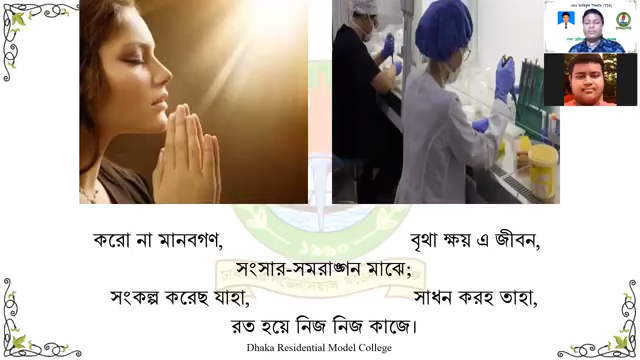 করো না মানবগণ, বৃথা ক্ষয় এ জীবন,
সংসার-সমরাঙ্গন মাঝে;
সংকল্প করেছ যাহা, সাধন করহ তাহা,
রত হয়ে নিজ নিজ কাজে।
Dhaka Residential Model College